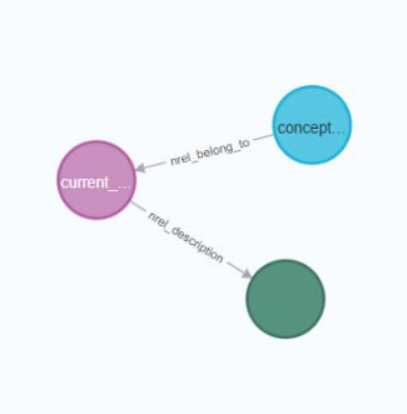 concept...
nrel_belong_to
current_...
nrel_description